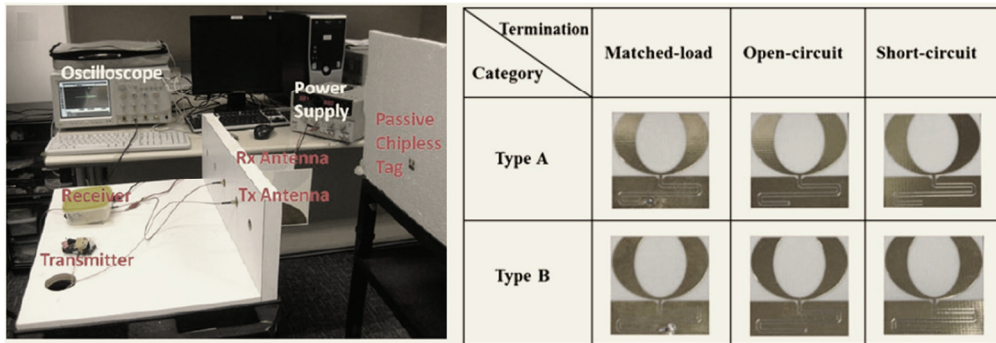 Oscilloscope
Power
Supply
Passive
Chipless
Tag
Rx Antenna
Tx Antenna
Receiver
Transmitter
Termination
Category
Matched-load
Open-circuit
Short-circuit
Type A
Type B